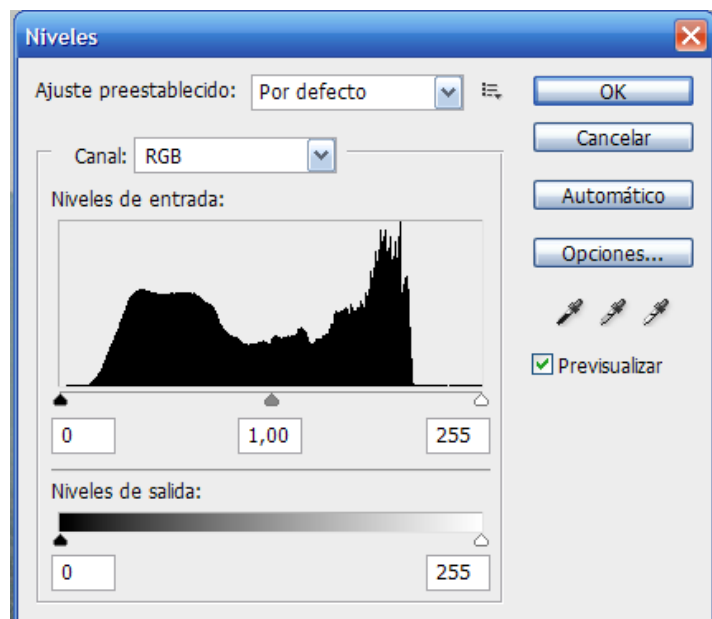 Niveles
Ajuste preestablecido: Por defecto
OK
Canal: RGB
Cancelar
Niveles de entrada:
Automático
Opciones...
Previsualizar
0 1,00 255
Niveles de salida:
0 255